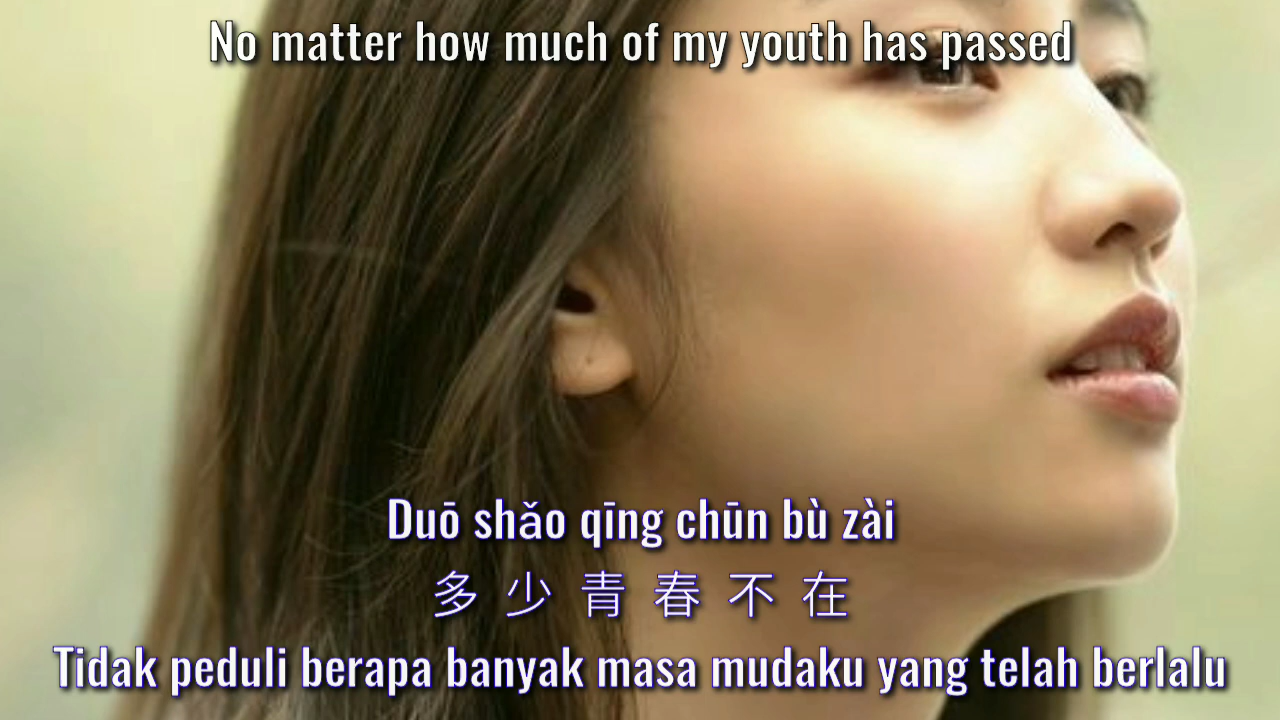 No matter how much of my youth has passed
Duō shǎo qīng chūn bù zài
多少青春不在
Tidak peduli berapa banyak masa mudaku yang telah berlalu